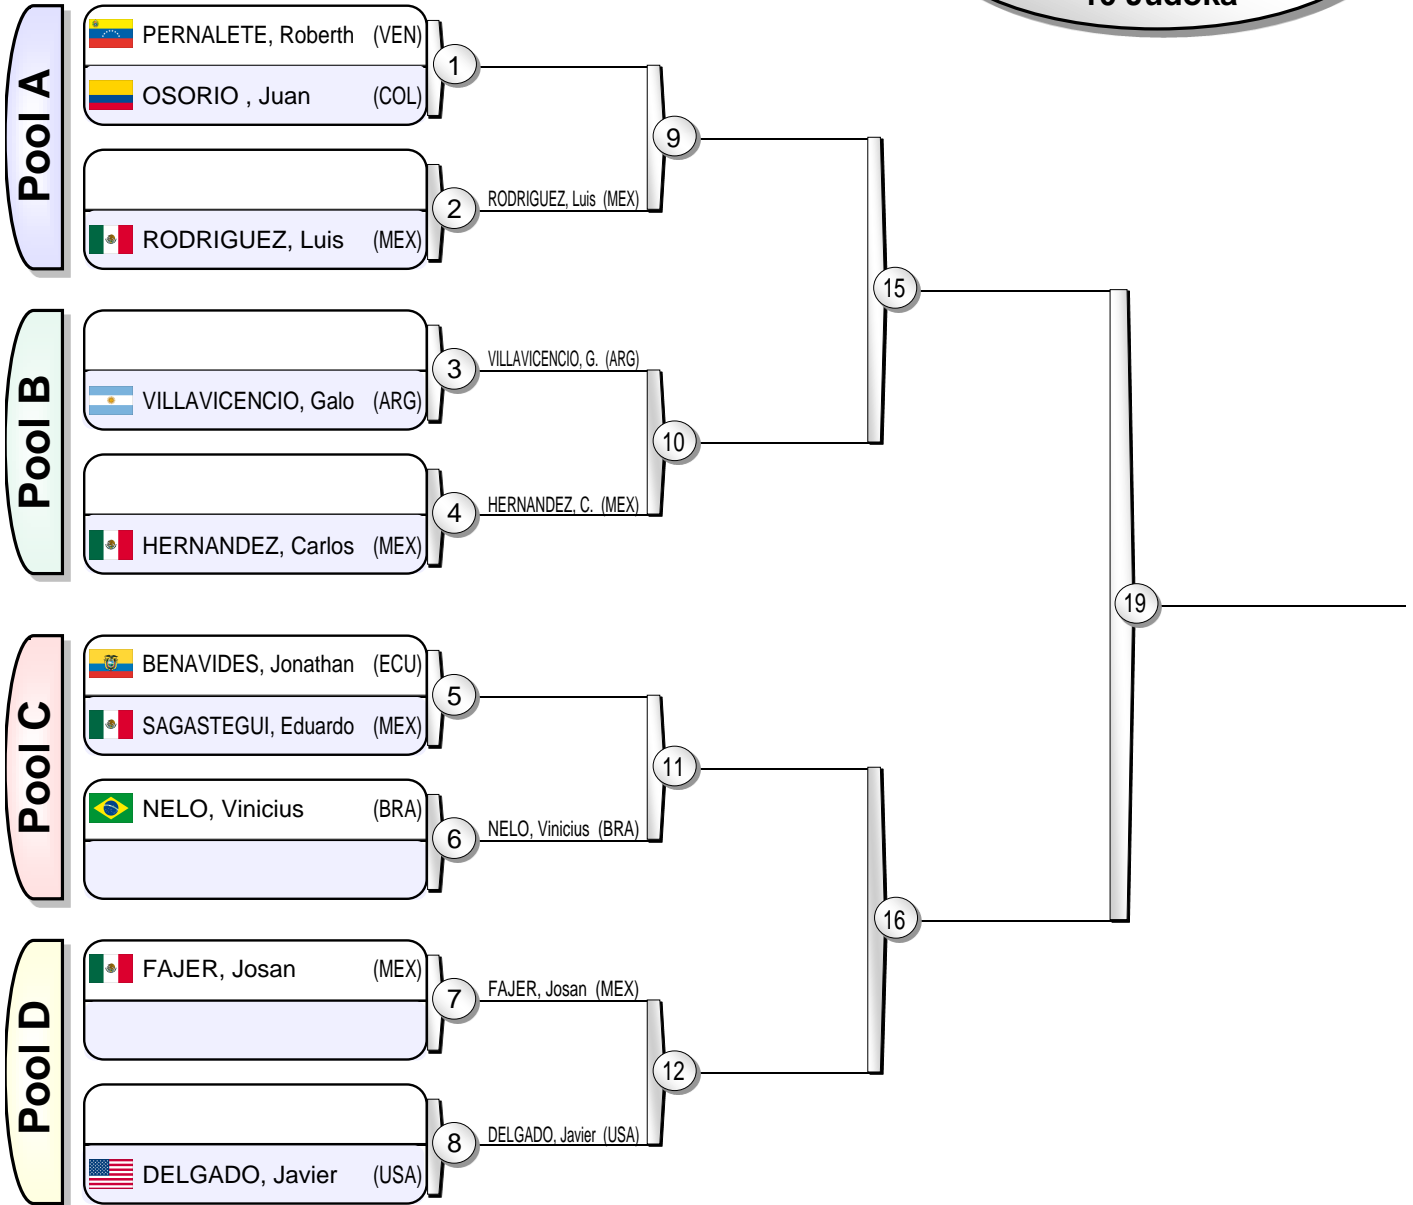 10 Judoka
Pool A
PERNALETE, Roberth (VEN)
OSORIO , Juan (COL)
1
RODRIGUEZ, Luis (MEX)
2
RODRIGUEZ, Luis (MEX)
9
Pool B
VILLAVICENCIO, Galo (ARG)
3
VILLAVICENCIO, G. (ARG)
HERNANDEZ, Carlos (MEX)
4
HERNANDEZ, C. (MEX)
10
15
Pool C
BENAVIDES, Jonathan (ECU)
SAGASTEGUI, Eduardo (MEX)
5
NELO, Vinicius (BRA)
6
NELO, Vinicius (BRA)
11
Pool D
FAJER, Josan (MEX)
7
FAJER, Josan (MEX)
DELGADO, Javier (USA)
8
DELGADO, Javier (USA)
12
16
19